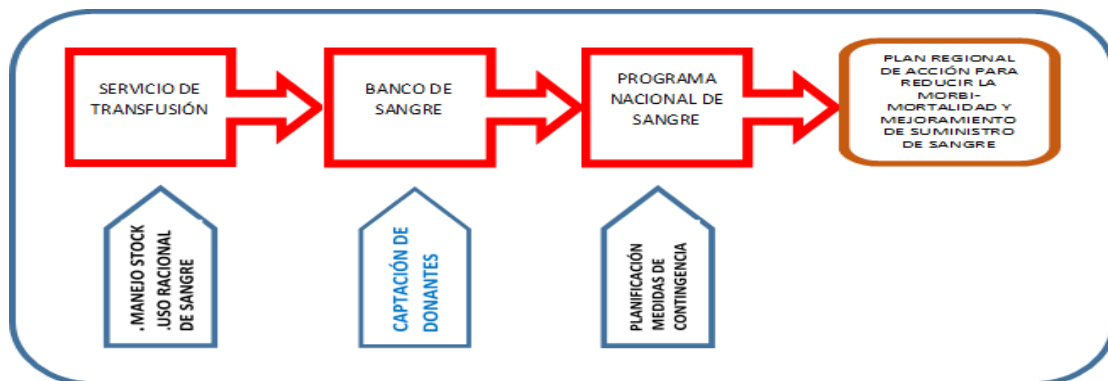 SERVICIO DE
TRANSFUSIÓN
BANCO DE
SANGRE
PROGRAMA
NACIONAL DE
SANGRE
PLAN REGIONAL
DE ACCIÓN PARA
REDUCIR LA
MORBI-
MORTALIDAD Y
MEJORAMIENTO
DE SUMINISTRO
DE SANGRE
.MANEJO STOCK
.USO RACIONAL
DE SANGRE
CAPTACIÓN DE
DONANTES
PLANIFICACIÓN
MEDIDAS DE
CONTINGENCIA